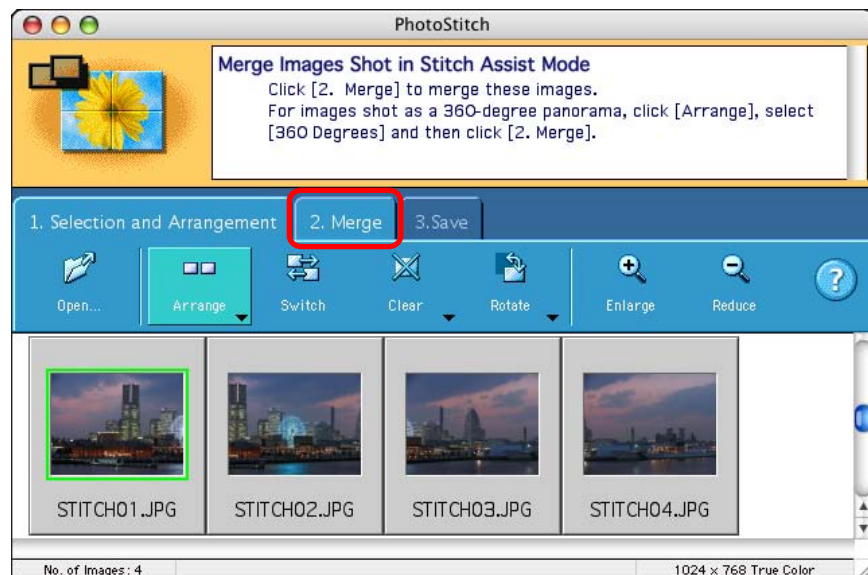 PhotoStitch
Merge Images Shot in Stitch Assist Mode
Click [2. Merge] to merge these images.
For images shot as a 360-degree panorama, click [Arrange], select
[360 Degrees] and then click [2. Merge].
1. Selection and Arrangement 2. Merge 3.Save
Open... Arrange Switch Clear Rotate Enlarge Reduce ?
STITCH01.JPG STITCH02.JPG STITCH03.JPG STITCH04.JPG
No. of Images: 4 1024 x 768 True Color